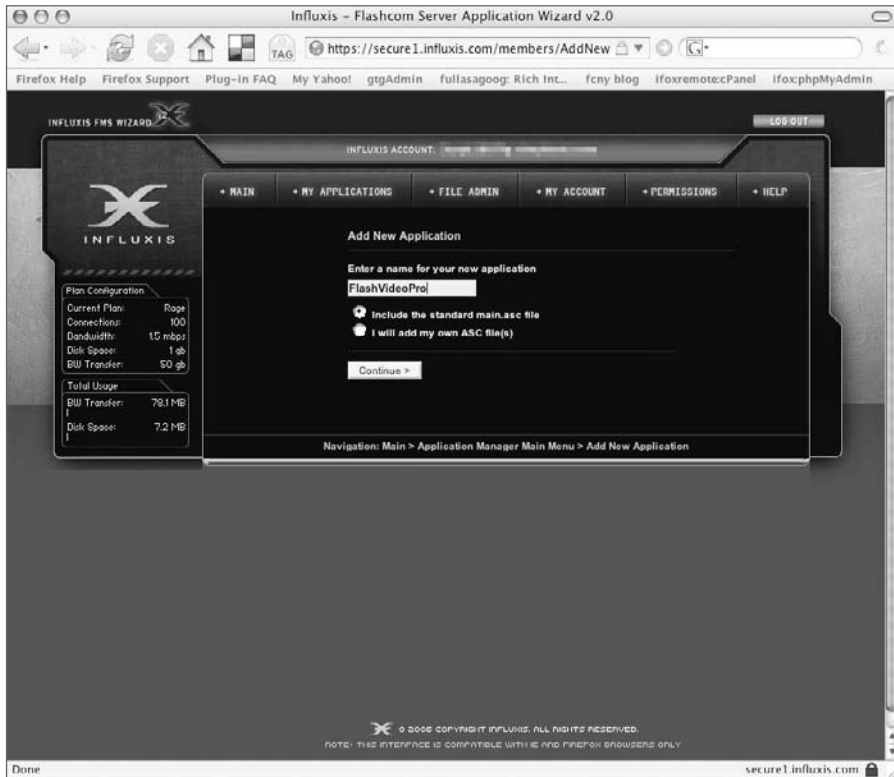 Influxis – Flashcom Server Application Wizard v2.0
TAG
https://secure1.influxis.com/members/AddNew
G
Firefox Help Firefox Support Plug-in FAQ My Yahoo! gtgAdmin fullasagoog: Rich Int... fcny blog ifoxremote:cPanel ifox:phpMyAdmin
INFLUXIS FMS WIZARD
LOG OUT
INFLUXIS ACCOUNT:
+ MAIN + MY APPLICATIONS + FILE ADMIN + MY ACCOUNT + PERMISSIONS + HELP
INFLUXIS
Add New Application
Enter a name for your new application
FlashVideoPro
Include the standard main.asc file
I will add my own ASC file(s)
Continue >
Plan Configuration
Current Plan: Rage
Connections: 100
Bandwidth: 15 mbps
Disk Space: 1 gb
BW Transfer: 50 gb
Total Usage
BW Transfer: 78.1 MB
Disk Space: 7.2 MB
Navigation: Main > Application Manager Main Menu > Add New Application
INFLUXIS. ALL RIGHTS RESERVED.
NOTE: THIS INTERFACE IS COMPATIBLE WITH IE AND FIREFOX BROWSERS ONLY
Done
secure1.influxis.com